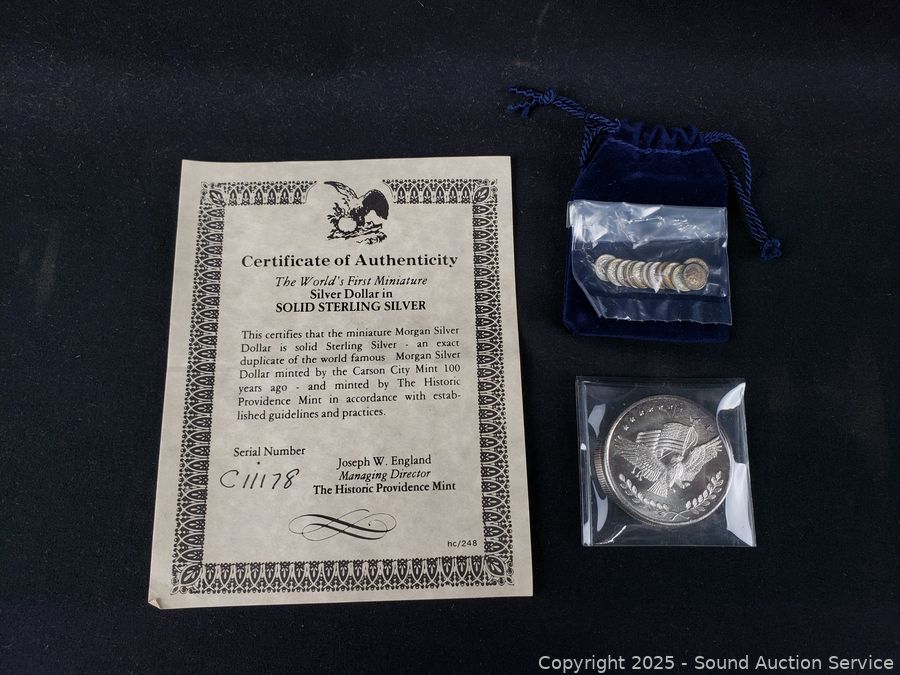 Certificate of Authenticity
The World's First Miniature
Silver Dollar in
SOLID STERLING SILVER
This certifies that the miniature Morgan Silver
Dollar is solid Sterling Silver - an exact
duplicate of the world famous Morgan Silver
Dollar minted by the Carson City Mint 100
years ago - and minted by The Historic
Providence Mint in accordance with estab-
lished guidelines and practices.
Serial Number
C11178
Joseph W. England
Managing Director
The Historic Providence Mint
hc/248
Copyright © 2025 - Sound Auction Service